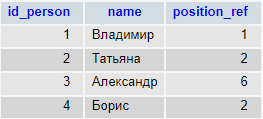 id_person name position_ref
1 Владимир 1
2 Татьяна 2
3 Александр 6
4 Борис 2